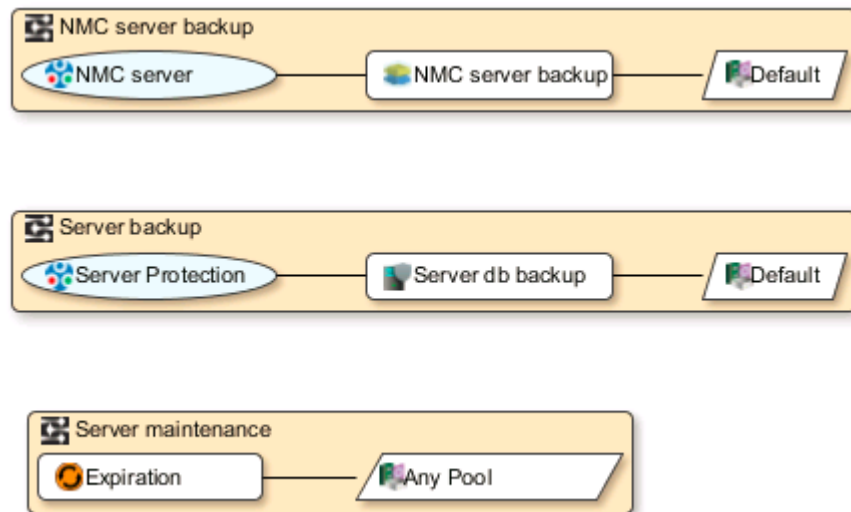 NMC server backup
NMC server
NMC server backup
Default
Server backup
Server Protection
Server db backup
Default
Server maintenance
Expiration
Any Pool